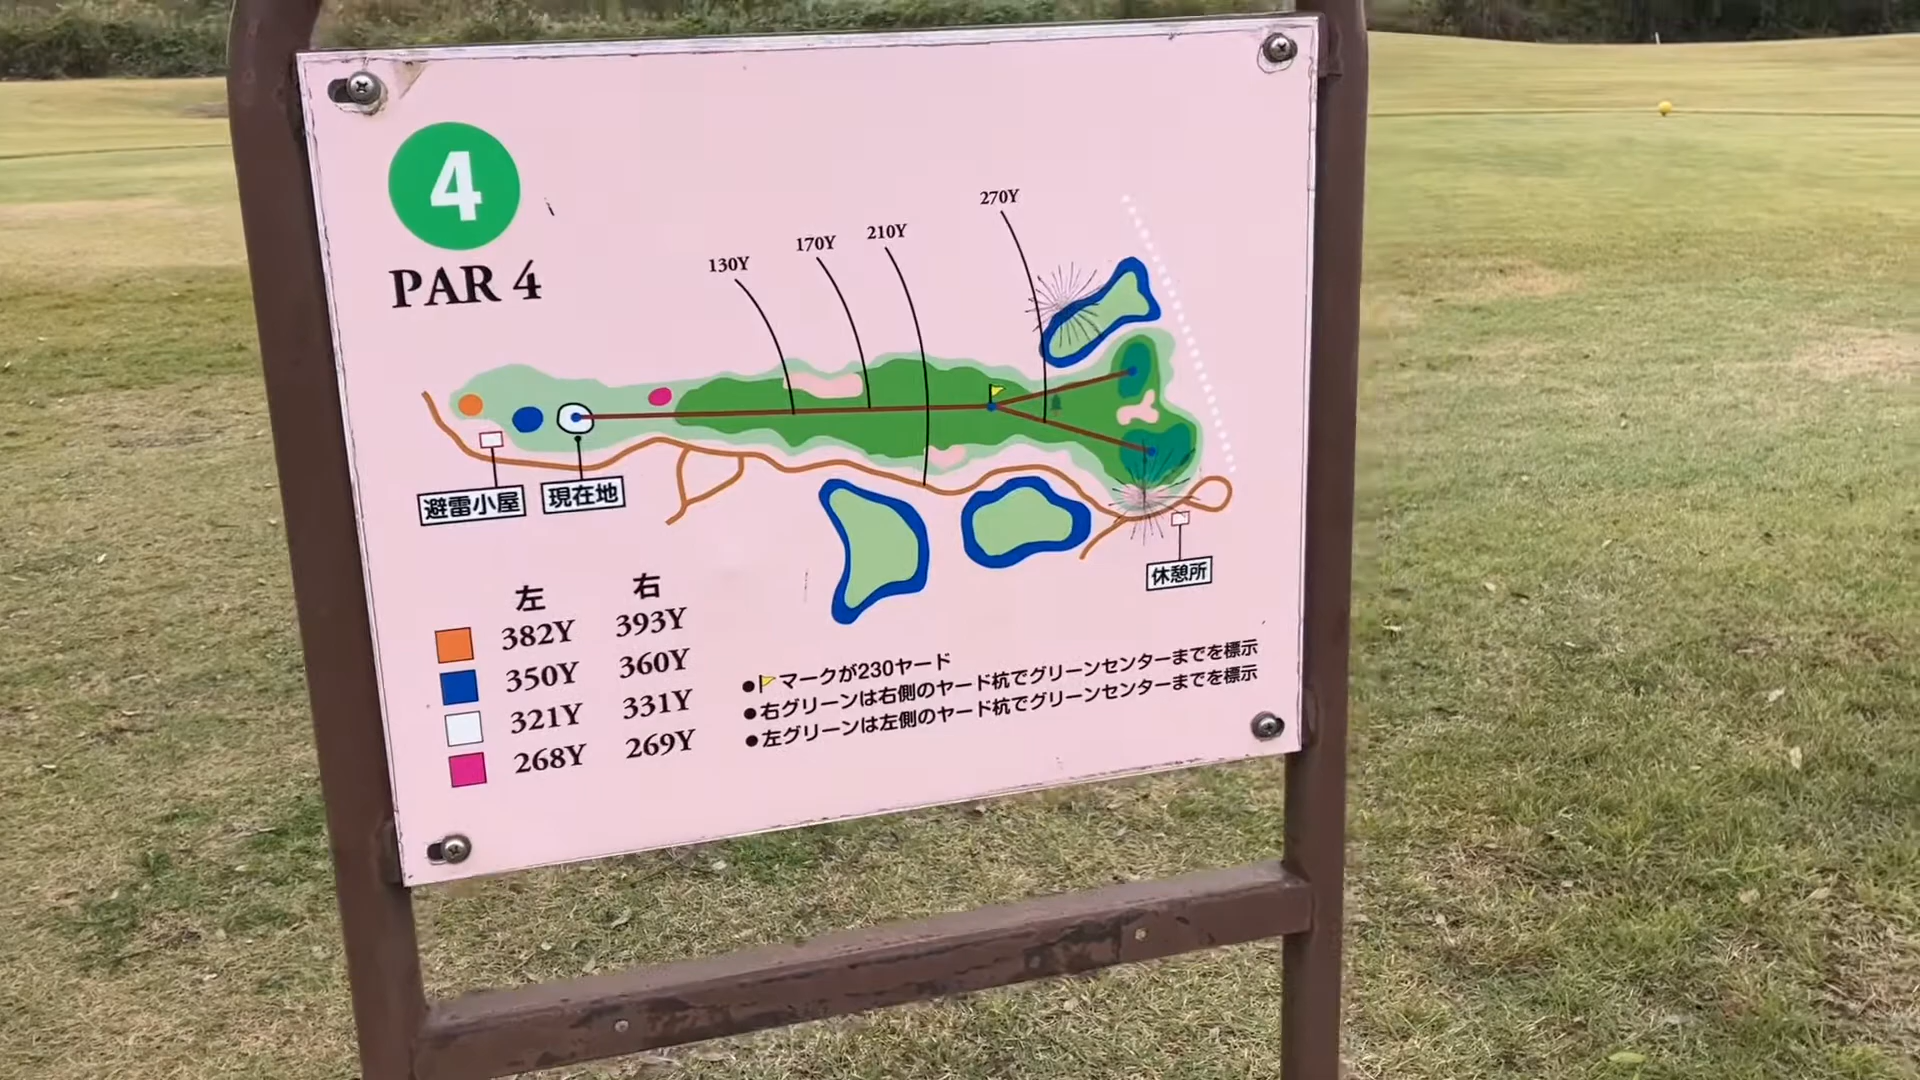 4
PAR 4
130Y
170Y
210Y
270Y
避雷小屋
現在地
休憩所
左 右
382Y 393Y
350Y 360Y
321Y 331Y
268Y 269Y
●マークが230ヤード
●右グリーンは右側のヤード杭でグリーンセンターまでを標示
●左グリーンは左側のヤード杭でグリーンセンターまでを標示